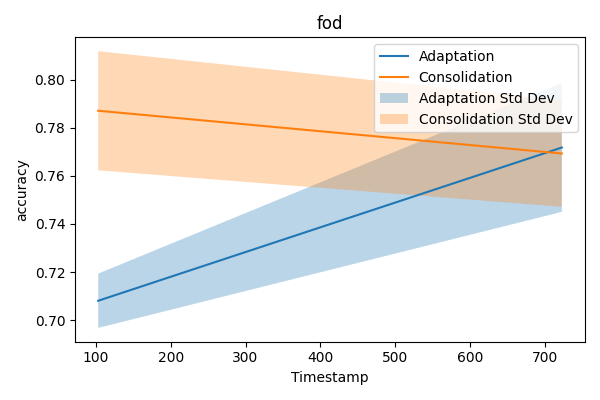 fod
Adaptation
Consolidation
Adaptation Std Dev
Consolidation Std Dev
accuracy
0.80
0.78
0.76
0.74
0.72
0.70
100 200 300 400 500 600 700
Timestamp